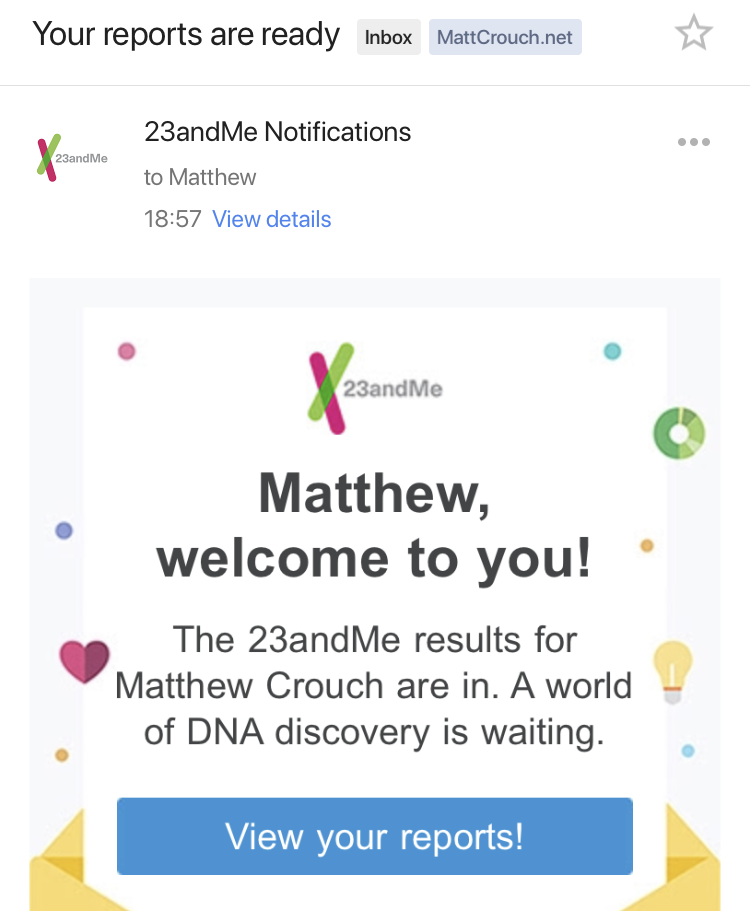 Your reports are ready Inbox MattCrouch.net
23andMe
23andMe Notifications
to Matthew
18:57 View details
23andMe
Matthew,
welcome to you!
The 23andMe results for
Matthew Crouch are in. A world
of DNA discovery is waiting.
View your reports!